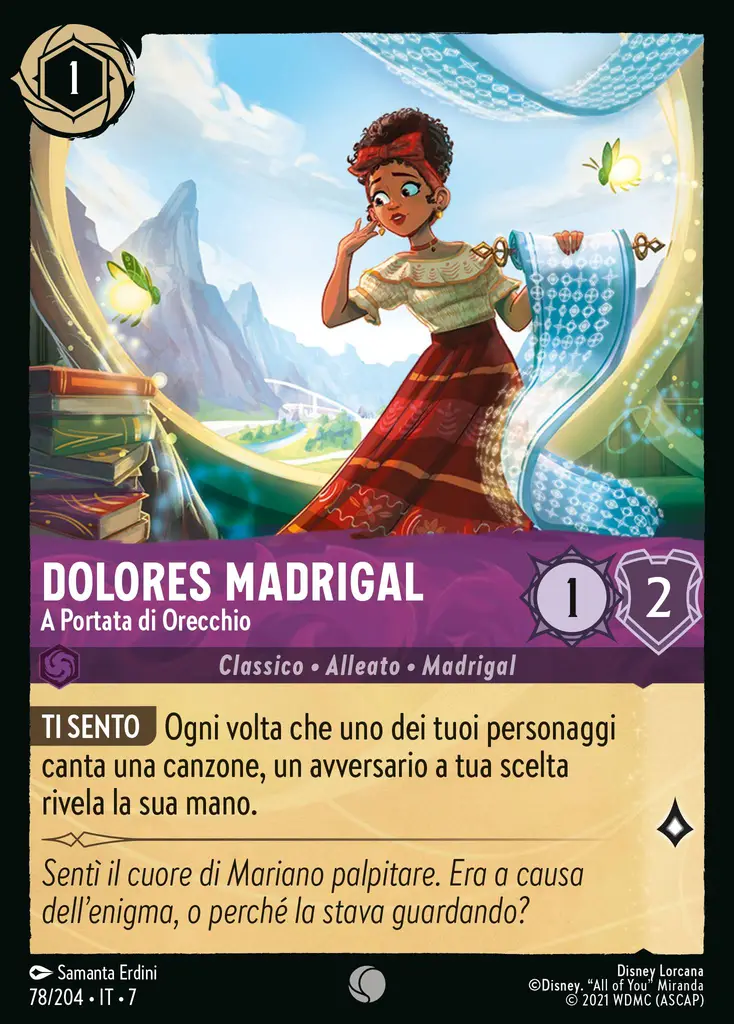 1
DOLORES MADRIGAL
A Portata di Orecchio
1
2
Classico • Alleato • Madrigal
TI SENTO Ogni volta che uno dei tuoi personaggi
canta una canzone, un avversario a tua scelta
rivela la sua mano.
Sentì il cuore di Mariano palpitare. Era a causa
dell'enigma, o perché la stava guardando?
Samanta Erdini
78/204 • IT • 7
Disney Lorcana
©Disney. "All of You" Miranda
© 2021 WDMC (ASCAP)